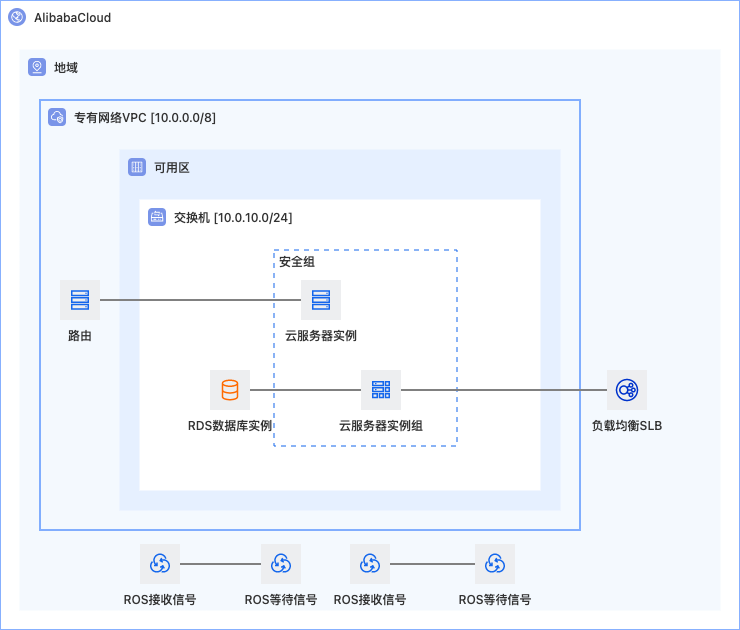 AlibabaCloud
地域
专有网络VPC [10.0.0.0/8]
可用区
交换机 [10.0.10.0/24]
安全组
路由
云服务器实例
RDS数据库实例
云服务器实例组
负载均衡SLB
ROS接收信号
ROS等待信号
ROS接收信号
ROS等待信号